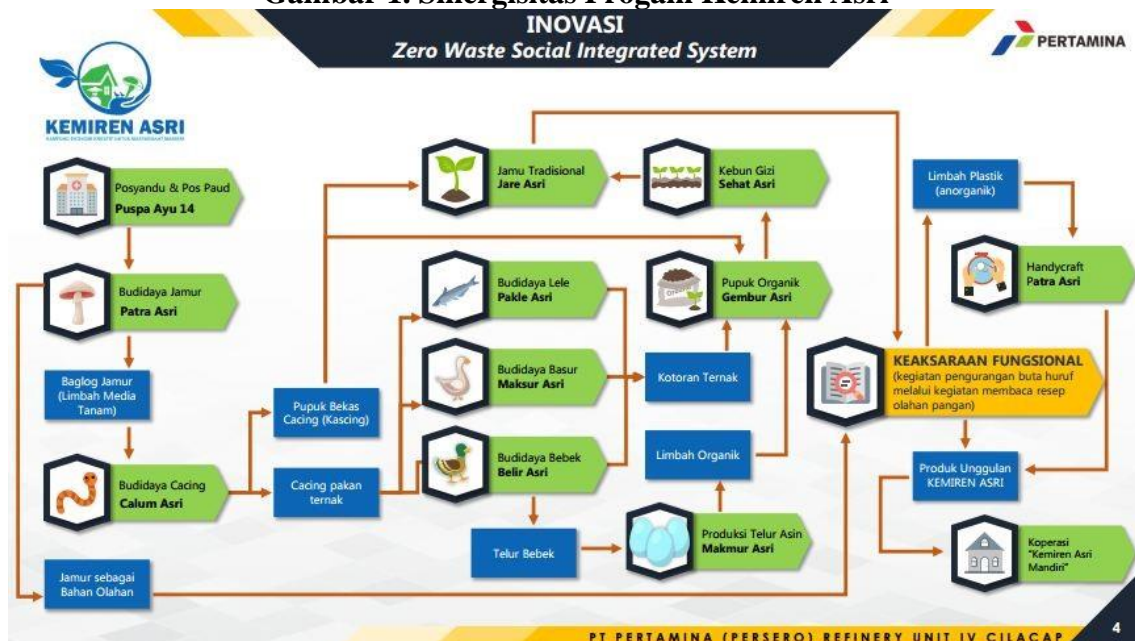 Gambar 1. Sinergisitas Progam Kemiren Asri
INOVASI
Zero Waste Social Integrated System
PERTAMINA
KEMIREN ASRI
Posyandu & Pos Paud
Puspa Ayu 14
Budidaya Jamur
Patra Asri
Baglog Jamur
(Limbah Media
Tanam)
Budidaya Cacing
Calum Asri
Jamur sebagai
Bahan Olahan
Pupuk Bekas
Cacing (Kascing)
Cacing pakan
ternak
Jamu Tradisional
Jare Asri
Budidaya Lele
Pakle Asri
Budidaya Basur
Maksur Asri
Budidaya Bebek
Belir Asri
Telur Bebek
Kebun Gizi
Sehat Asri
Pupuk Organik
Gembur Asri
Kotoran Ternak
Limbah Organik
Produksi Telur Asin
Makmur Asri
Limbah Plastik
(anorganik)
Handycraft
Patra Asri
KEAKSARAAN FUNGSIONAL
(kegiatan pengurangan buta huruf
melalui kegiatan membaca resep
olahan pangan)
Produk Unggulan
KEMIREN ASRI
Koperasi
"Kemiren Asri
Mandiri"
4
PT PERTAMINA (PERSERO) REFINERY UNIT IV CILACAP